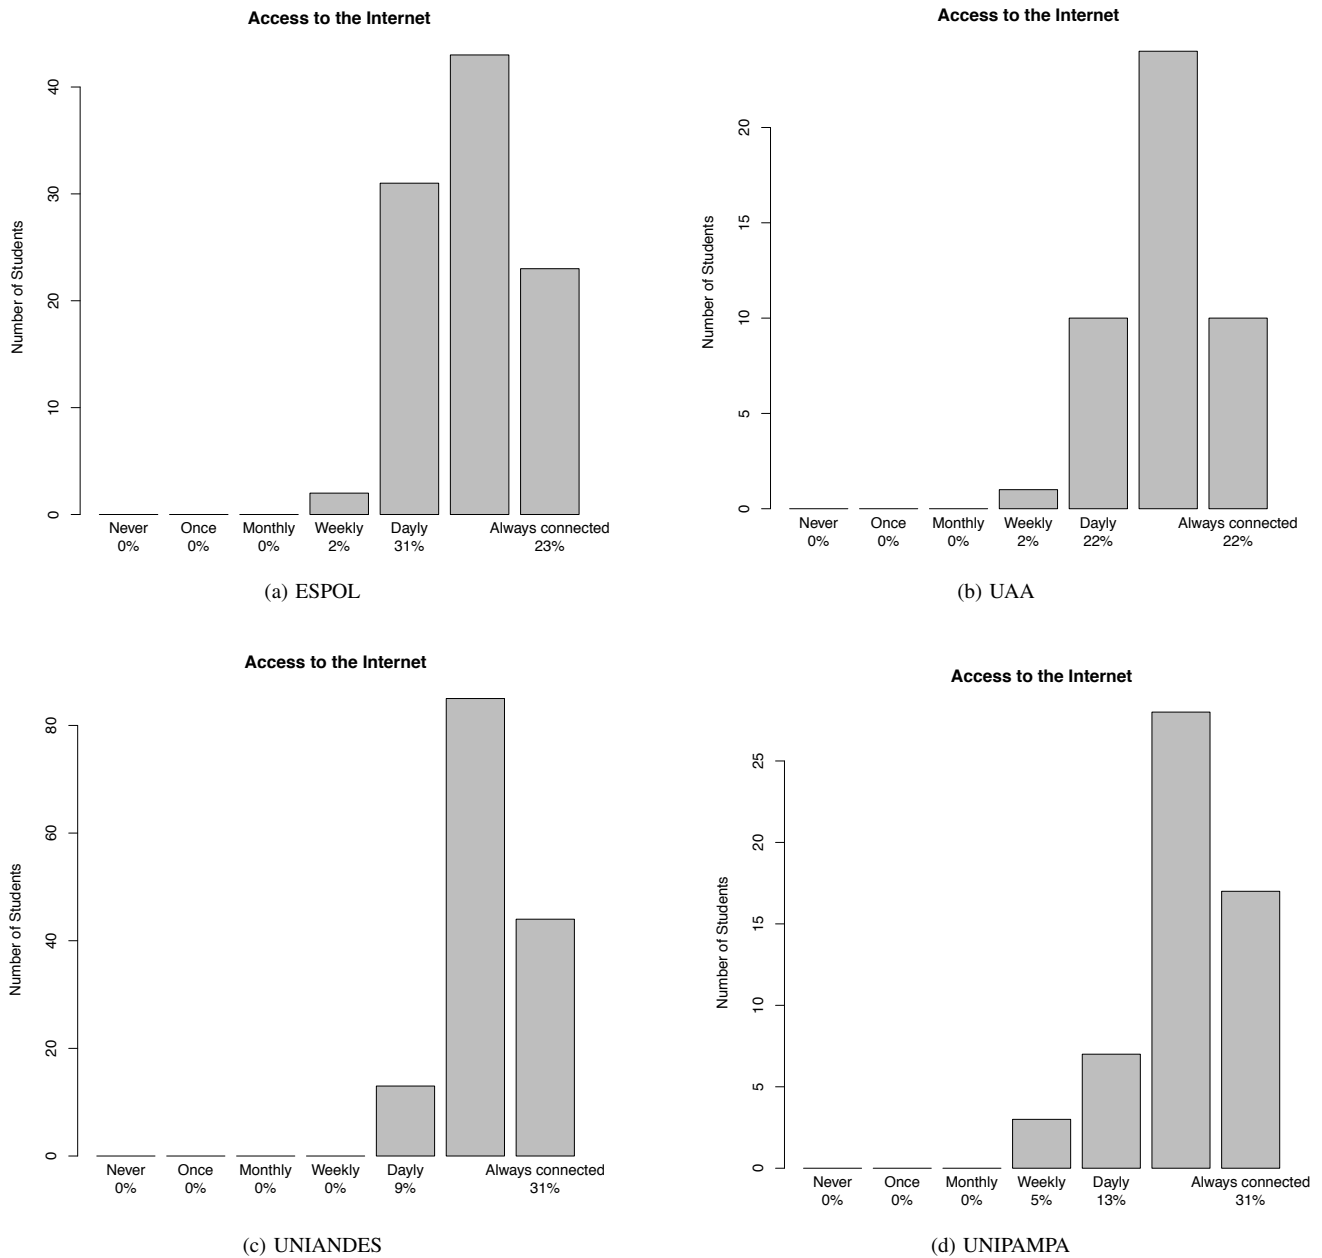 Access to the Internet
Number of Students
0 10 20 30 40
Never Once Monthly Weekly Dayly Always connected
0% 0% 0% 2% 31% 23%
(a) ESPOL
Access to the Internet
Number of Students
0 5 10 15 20
Never Once Monthly Weekly Dayly Always connected
0% 0% 0% 2% 22% 22%
(b) UAA
Access to the Internet
Number of Students
0 20 40 60 80
Never Once Monthly Weekly Dayly Always connected
0% 0% 0% 0% 9% 31%
(c) UNIANDES
Access to the Internet
Number of Students
0 5 10 15 20 25
Never Once Monthly Weekly Dayly Always connected
0% 0% 0% 5% 13% 31%
(d) UNIPAMPA